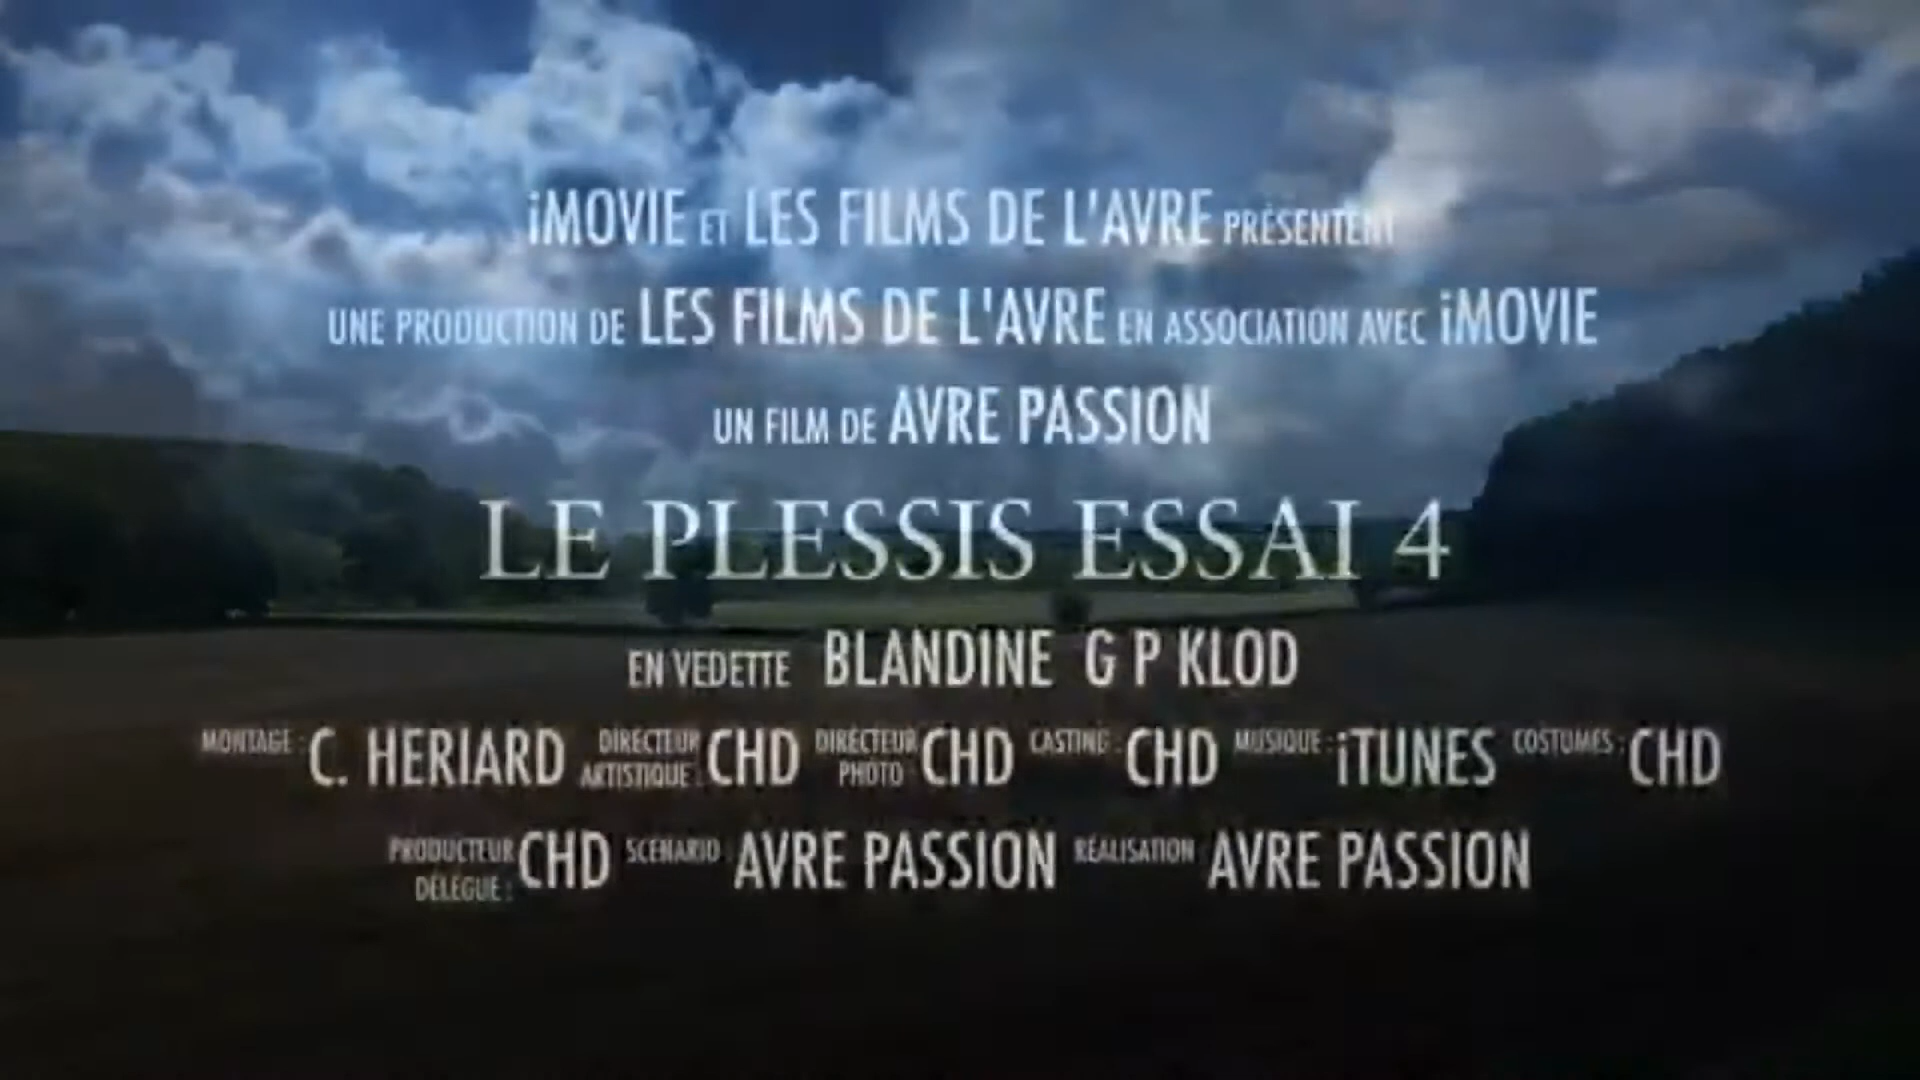 iMOVIE ET LES FILMS DE L'AVRE PRÉSENTENT
UNE PRODUCTION DE LES FILMS DE L'AVRE EN ASSOCIATION AVEC iMOVIE
UN FILM DE AVRE PASSION
LE PLESSIS ESSAI 4
EN VEDETTE BLANDINE G P KLOD
MONTAGE : C. HERIARD DIRECTEUR ARTISTIQUE : CHD DIRECTEUR PHOTO : CHD CASTING : CHD MUSIQUE : iTUNES COSTUMES : CHD
PRODUCTEUR DÉLÉGUÉ : CHD SCÉNARIO : AVRE PASSION RÉALISATION AVRE PASSION